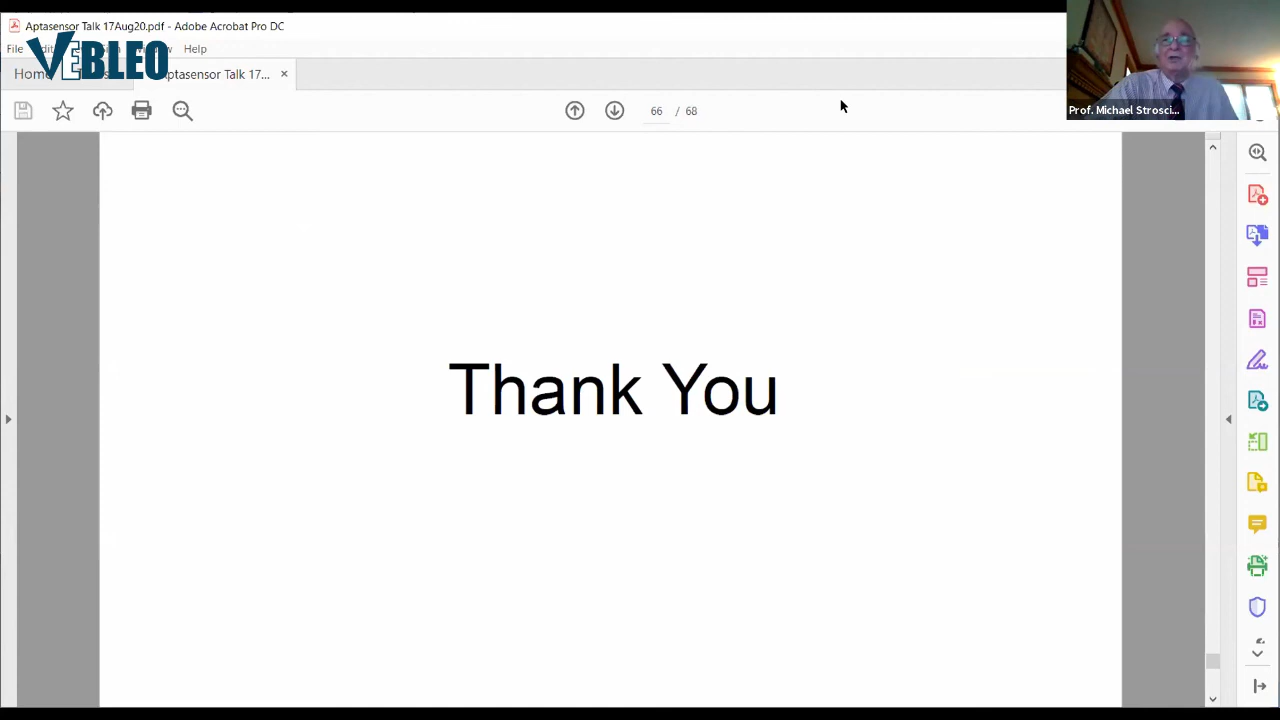 Aptasensor Talk 17Aug20.pdf - Adobe Acrobat Pro DC
File
Help
VEBLEO
Home
Aptasensor Talk 17... ×
66 / 68
Prof. Michael Strosci...
Thank You